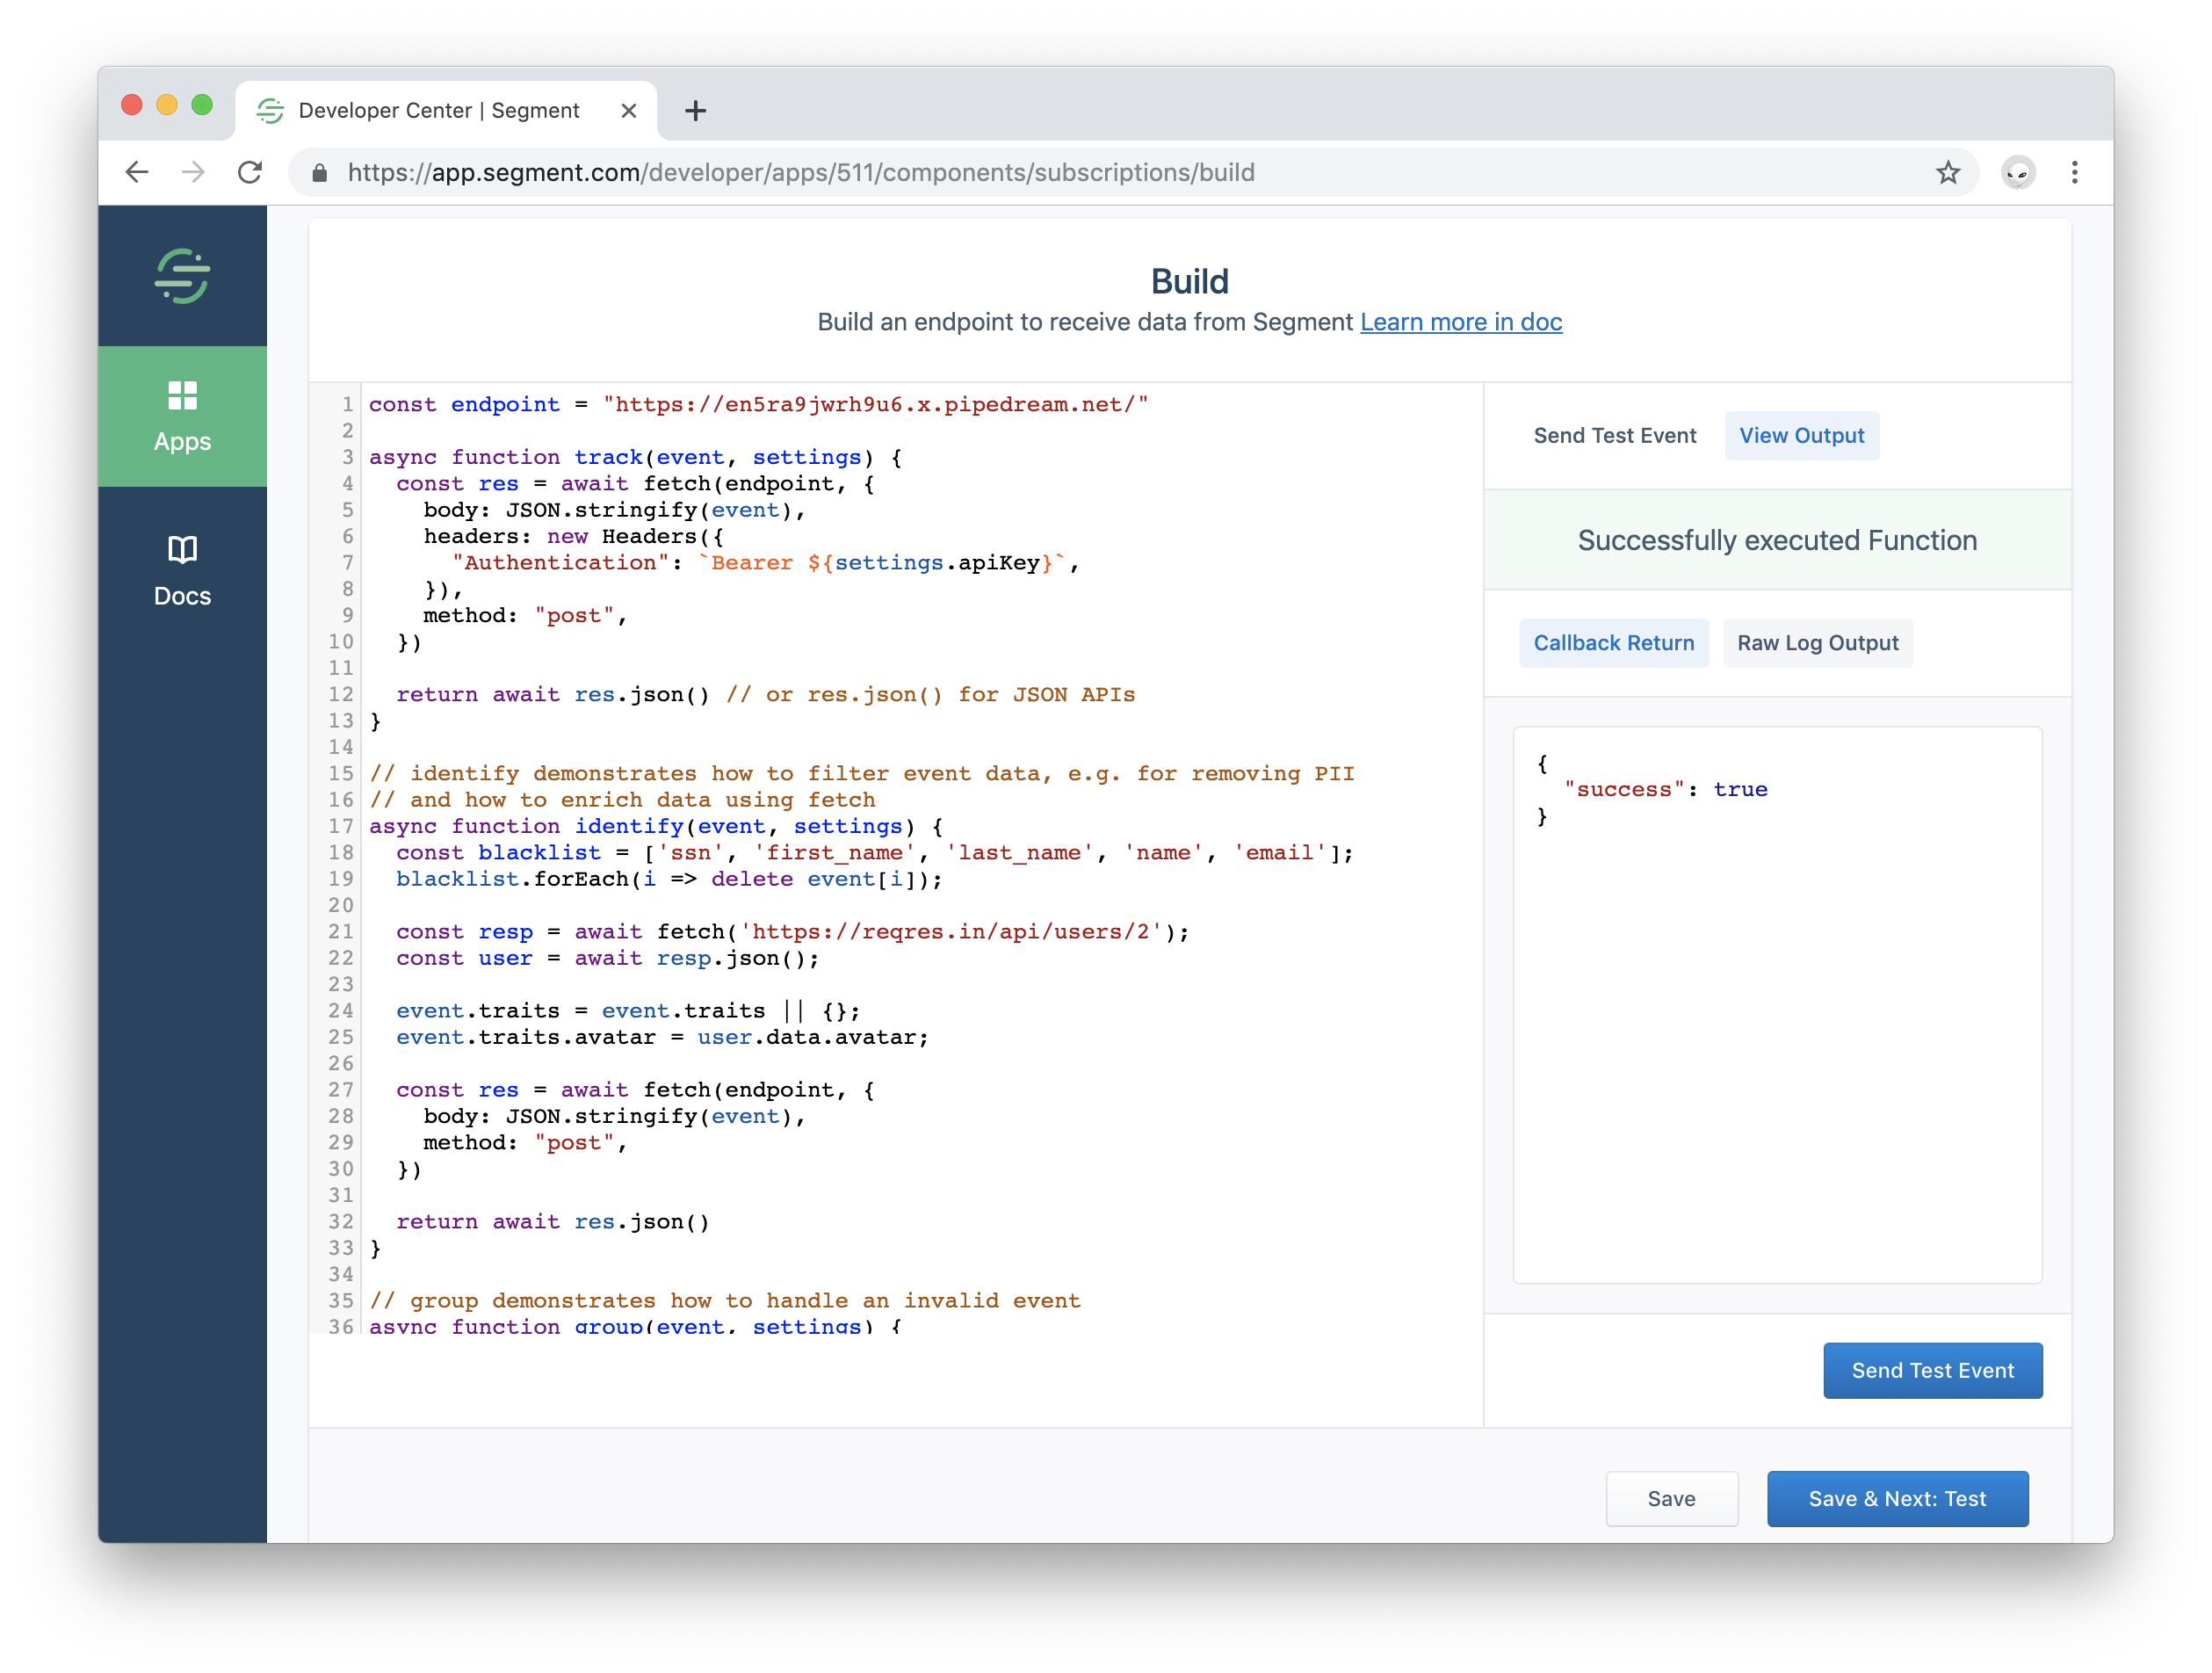 Developer Center | Segment
https://app.segment.com/developer/apps/511/components/subscriptions/build
Apps
Docs
Build
Build an endpoint to receive data from Segment Learn more in doc
1 const endpoint = "https://en5ra9jwrh9u6.x.pipedream.net/"
2
3 async function track(event, settings) {
4   const res = await fetch(endpoint, {
5     body: JSON.stringify(event),
6     headers: new Headers({
7       "Authentication": `Bearer ${settings.apiKey}`,
8     }),
9     method: "post",
10   })
11
12   return await res.json() // or res.json() for JSON APIs
13 }
14
15 // identify demonstrates how to filter event data, e.g. for removing PII
16 // and how to enrich data using fetch
17 async function identify(event, settings) {
18   const blacklist = ['ssn', 'first_name', 'last_name', 'name', 'email'];
19   blacklist.forEach(i => delete event[i]);
20
21   const resp = await fetch('https://reqres.in/api/users/2');
22   const user = await resp.json();
23
24   event.traits = event.traits || {};
25   event.traits.avatar = user.data.avatar;
26
27   const res = await fetch(endpoint, {
28     body: JSON.stringify(event),
29     method: "post",
30   })
31
32   return await res.json()
33 }
34
35 // group demonstrates how to handle an invalid event
36 async function group(event, settings) {
Send Test Event View Output
Successfully executed Function
Callback Return Raw Log Output
{
  "success": true
}
Send Test Event
Save Save & Next: Test